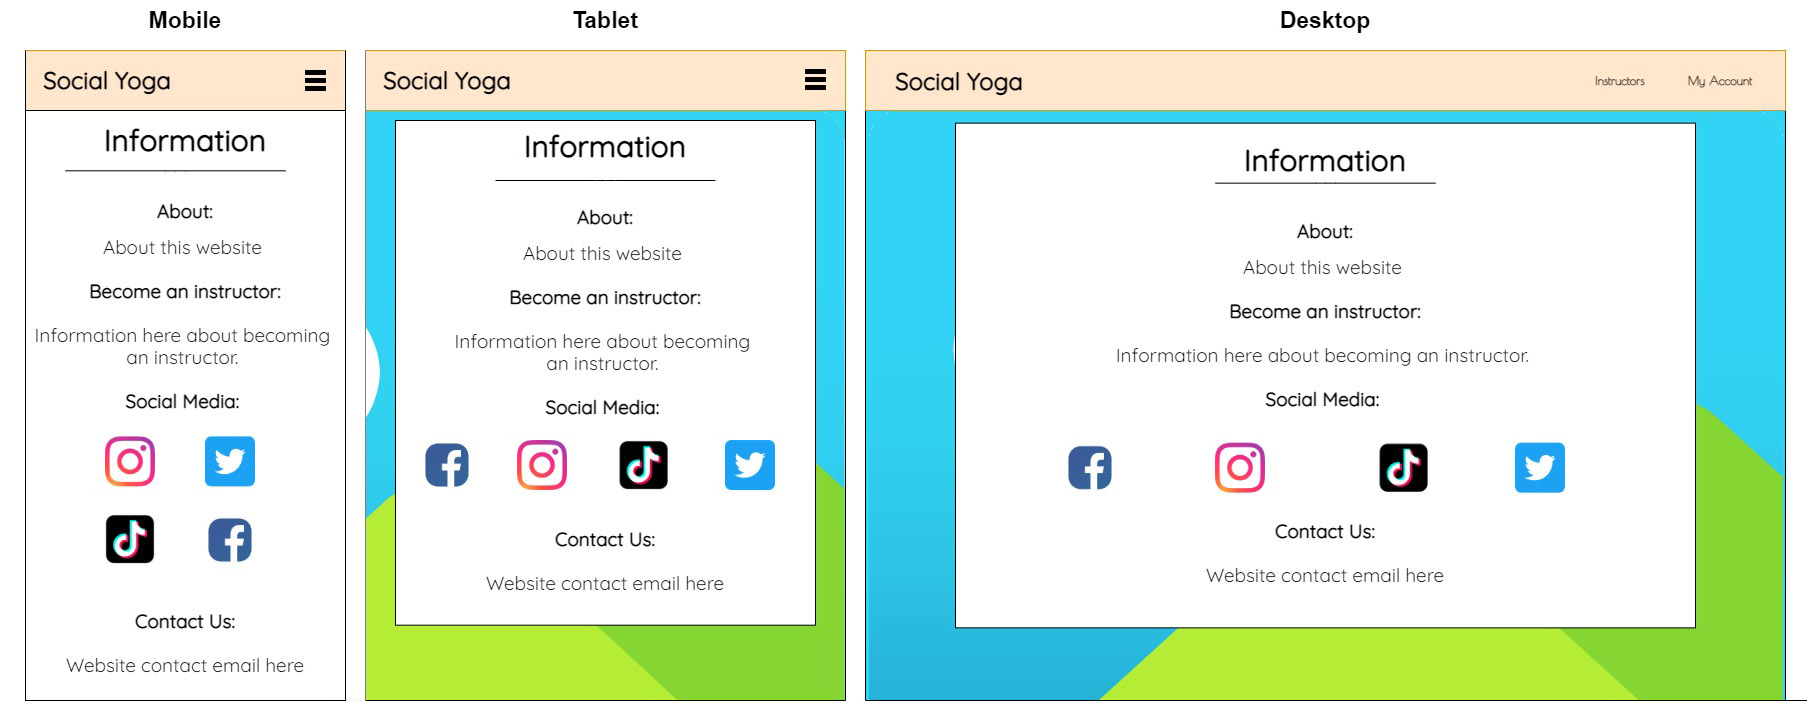 Mobile
Social Yoga
Information
About:
About this website
Become an instructor:
Information here about becoming
an instructor.
Social Media:
Contact Us:
Website contact email here
Tablet
Social Yoga
Information
About:
About this website
Become an instructor:
Information here about becoming
an instructor.
Social Media:
Contact Us:
Website contact email here
Desktop
Social Yoga
Instructors
My Account
Information
About:
About this website
Become an instructor:
Information here about becoming an instructor.
Social Media:
Contact Us:
Website contact email here